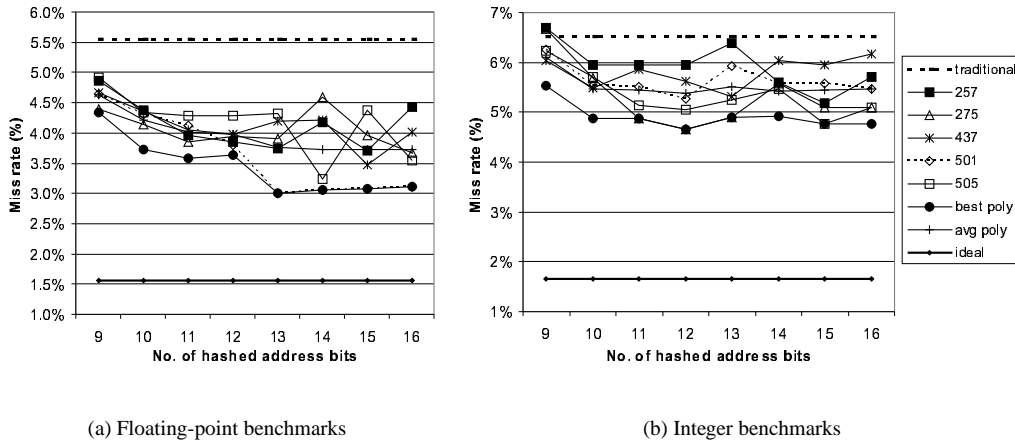 6.0%
5.5%
5.0%
4.5%
4.0%
3.5%
3.0%
2.5%
2.0%
1.5%
1.0%
Miss rate (%)
9 10 11 12 13 14 15 16
No. of hashed address bits
(a) Floating-point benchmarks
7%
6%
5%
4%
3%
2%
1%
Miss rate (%)
9 10 11 12 13 14 15 16
No. of hashed address bits
(b) Integer benchmarks
traditional
257
275
437
501
505
best poly
avg poly
ideal